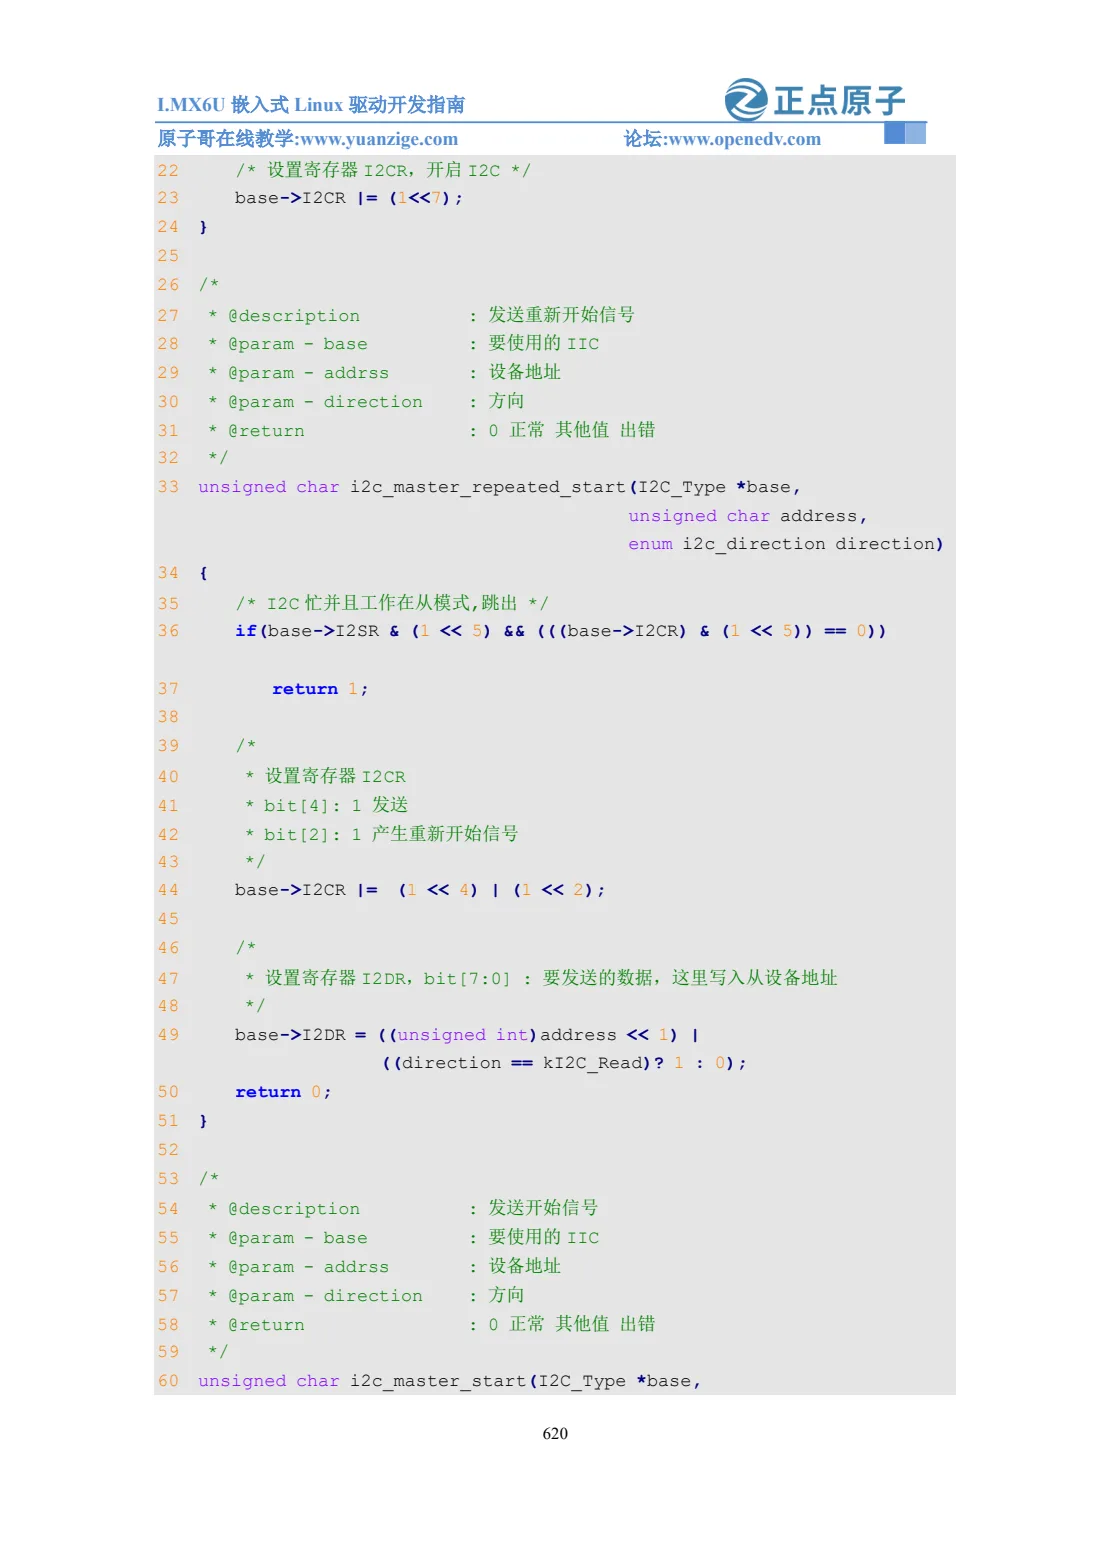 I.MX6U 嵌入式 Linux 驱动开发指南
正点原子
原子哥在线教学:www.yuanzige.com 论坛:www.openedv.com
22 /* 设置寄存器 I2CR，开启 I2C */
23 base->I2CR |= (1<<7);
24 }
25
26 /*
27 * @description : 发送重新开始信号
28 * @param - base : 要使用的 IIC
29 * @param - addrss : 设备地址
30 * @param - direction : 方向
31 * @return : 0 正常 其他值 出错
32 */
33 unsigned char i2c_master_repeated_start(I2C_Type *base,
unsigned char address,
enum i2c_direction direction)
34 {
35 /* I2C 忙并且工作在从模式,跳出 */
36 if(base->I2SR & (1 << 5) && (((base->I2CR) & (1 << 5)) == 0))
37 return 1;
38
39 /*
40 * 设置寄存器 I2CR
41 * bit[4]: 1 发送
42 * bit[2]: 1 产生重新开始信号
43 */
44 base->I2CR |= (1 << 4) | (1 << 2);
45
46 /*
47 * 设置寄存器 I2DR，bit[7:0] : 要发送的数据，这里写入从设备地址
48 */
49 base->I2DR = ((unsigned int)address << 1) |
((direction == kI2C_Read)? 1 : 0);
50 return 0;
51 }
52
53 /*
54 * @description : 发送开始信号
55 * @param - base : 要使用的 IIC
56 * @param - addrss : 设备地址
57 * @param - direction : 方向
58 * @return : 0 正常 其他值 出错
59 */
60 unsigned char i2c_master_start(I2C_Type *base,
620